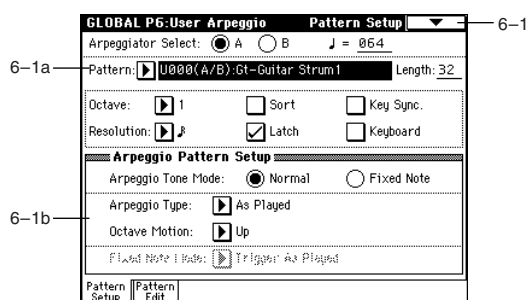 GLOBAL P6:User Arpeggio Pattern Setup
6–1
Arpeggiator Select: A B ♩ = 064
6–1a
Pattern: U000(A/B):Gt-Guitar Strum1 Length: 32
Octave: 1 Sort Key Sync.
Resolution: ♪ Latch Keyboard
Arpeggio Pattern Setup
Arpeggio Tone Mode: Normal Fixed Note
6–1b
Arpeggio Type: As Played
Octave Motion: Up
Fixed Note Mode: Trigger As Played
Pattern Setup
Pattern Edit